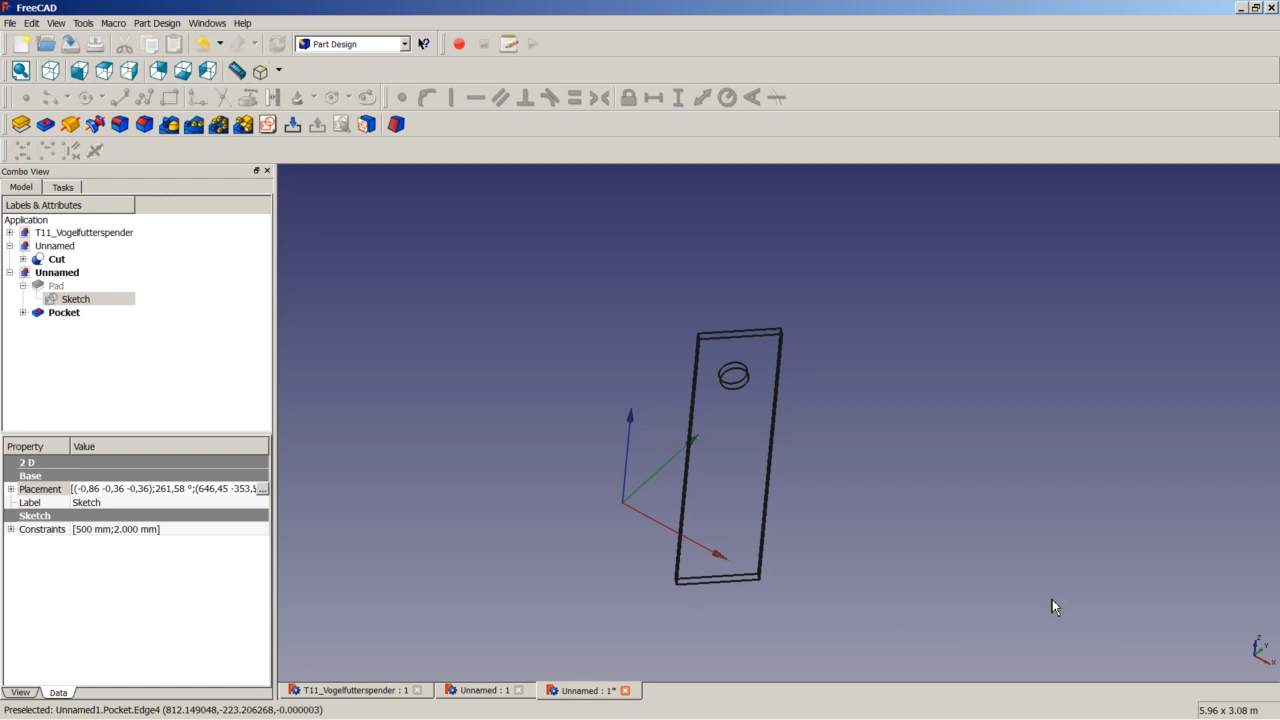 FreeCAD
File Edit View Tools Macro Part Design Windows Help
Part Design
Combo View
Model Tasks
Labels & Attributes
Application
T11_Vogelfutterspender
Unnamed
Cut
Unnamed
Pad
Sketch
Pocket
Property Value
2 D
Base
Placement [(-0,86 -0,36 -0,36);261,58 °;(646,45 -353,5 ...
Label Sketch
Sketch
Constraints [500 mm;2.000 mm]
Z
Y
X
View Data
T11_Vogelfutterspender : 1 Unnamed : 1 Unnamed : 1*
Preselected: Unnamed1.Pocket.Edge4 (812.149048,-223.206268,-0.000003) 5.96 x 3.08 m